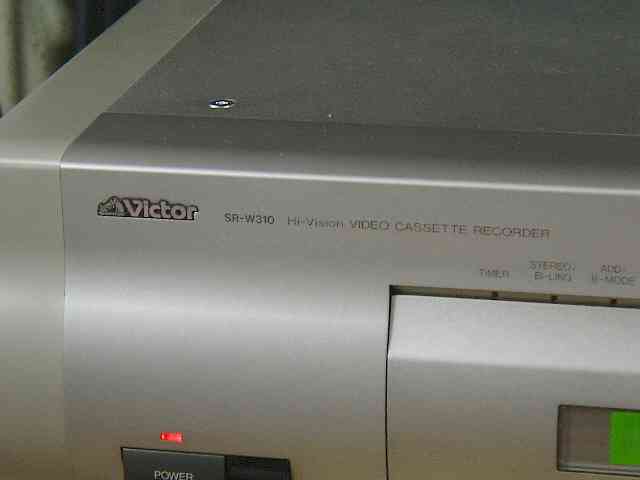 Victor SR-W310 Hi-Vision VIDEO CASSETTE RECORDER
TIMER STEREO· ADD·
BI-LING B-MODE
POWER